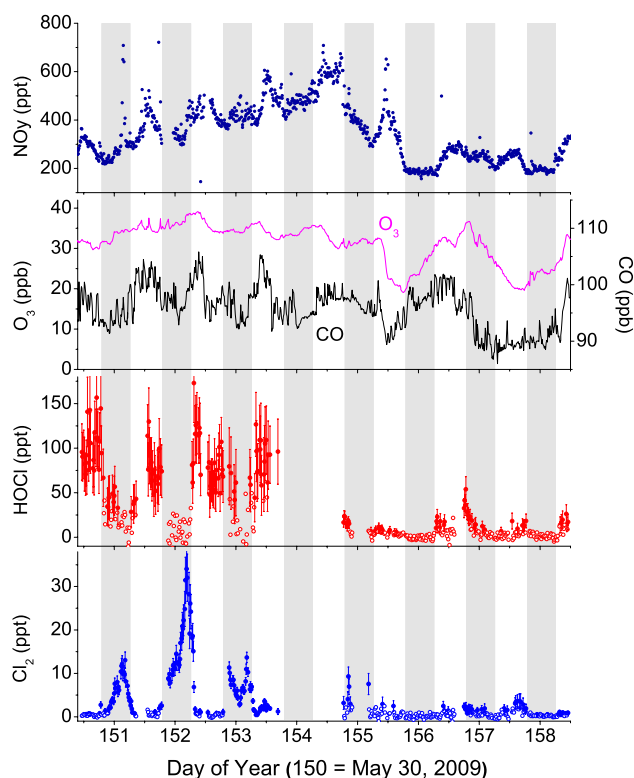 800
600
400
200
NOy (ppt)
40
30
20
10
0
O3 (ppb)
O3
CO
110
100
90
CO (ppb)
150
100
50
0
HOCl (ppt)
30
20
10
0
Cl2 (ppt)
151 152 153 154 155 156 157 158
Day of Year (150 = May 30, 2009)